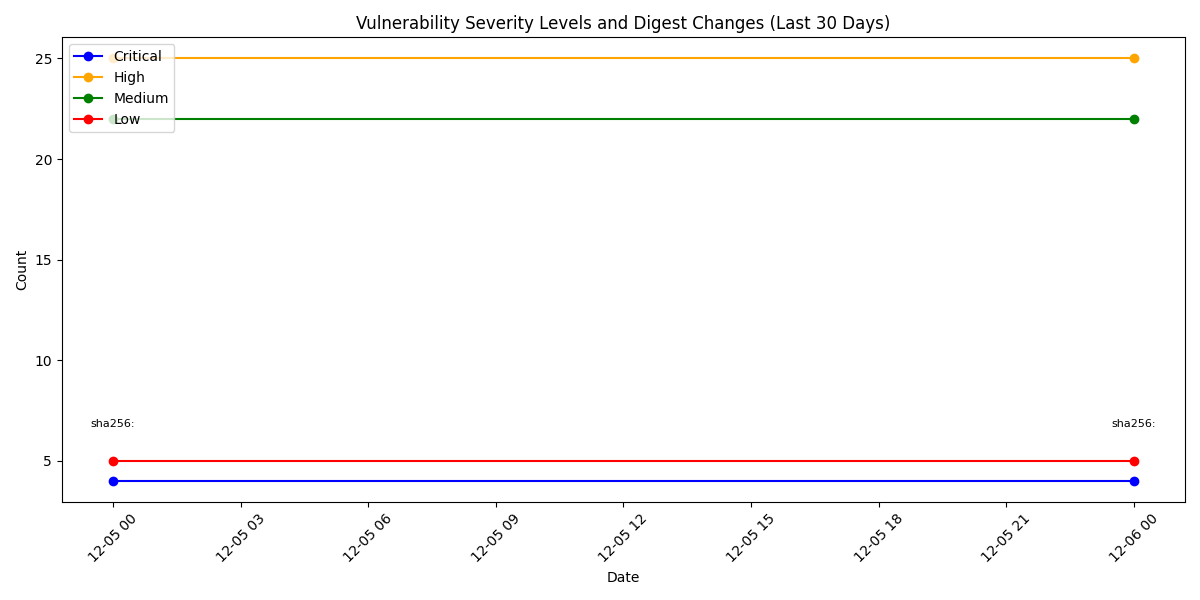 Vulnerability Severity Levels and Digest Changes (Last 30 Days)
Critical
High
Medium
Low
Count
25
20
15
10
5
sha256:
sha256:
12-05 00
12-05 03
12-05 06
12-05 09
12-05 12
12-05 15
12-05 18
12-05 21
12-06 00
Date